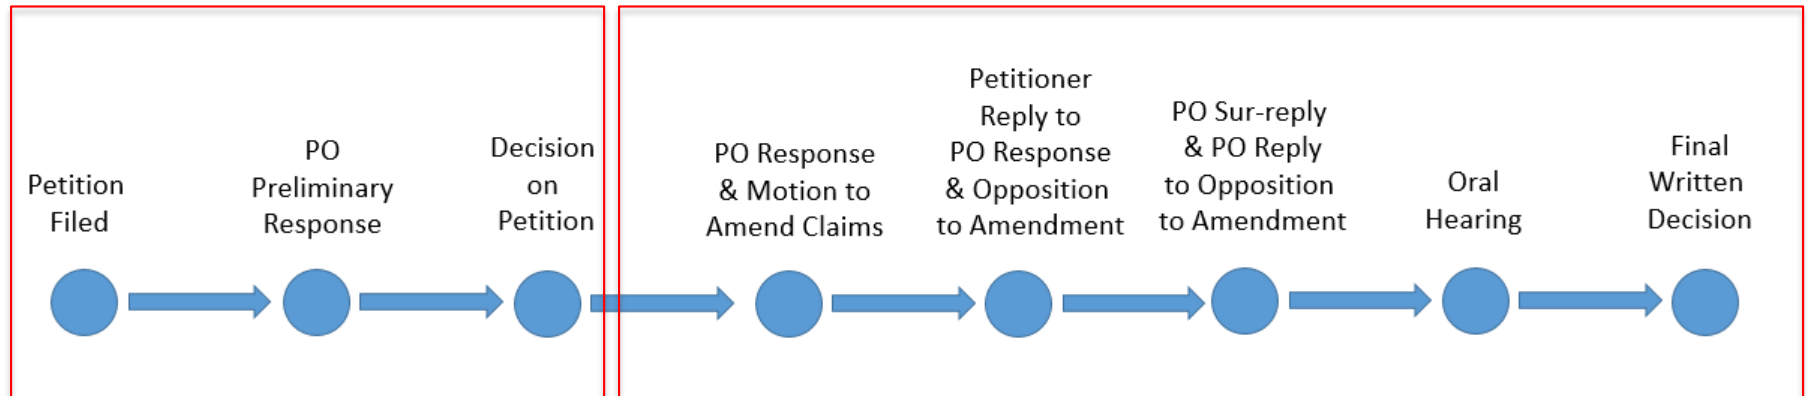 Petition
Filed
PO
Preliminary
Response
Decision
on
Petition
PO Response
& Motion to
Amend Claims
Petitioner
Reply to
PO Response
& Opposition
to Amendment
PO Sur-reply
& PO Reply
to Opposition
to Amendment
Oral
Hearing
Final
Written
Decision